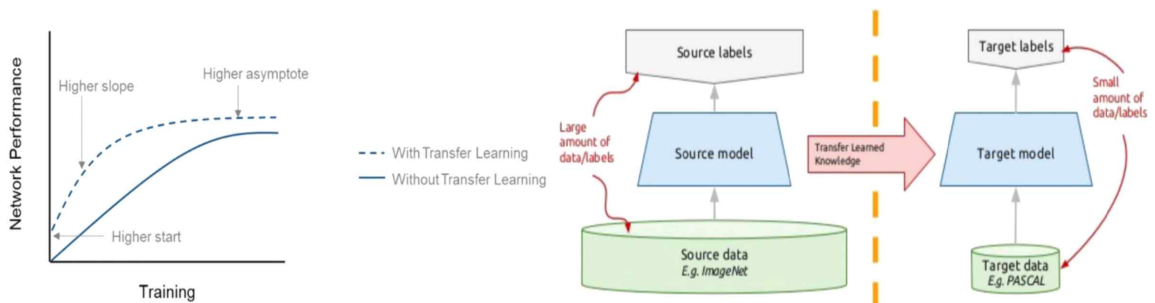 Network Performance
Higher slope
Higher asymptote
Higher start
Training
With Transfer Learning
Without Transfer Learning
Source labels
Large
amount of
data/labels
Source model
Source data
E.g. ImageNet
Transfer Learned
Knowledge
Target labels
Small
amount of
data/labels
Target model
Target data
E.g. PASCAL